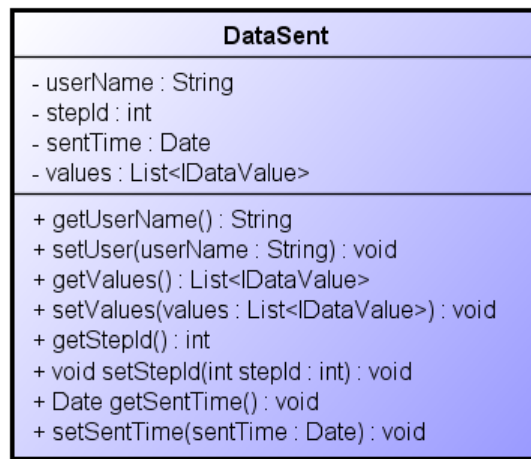 DataSent
- userName : String
- stepId : int
- sentTime : Date
- values : List<IDataValue>
+ getUserName() : String
+ setUser(userName : String) : void
+ getValues() : List<IDataValue>
+ setValues(values : List<IDataValue>) : void
+ getStepId() : int
+ void setStepId(int stepId : int) : void
+ Date getSentTime() : void
+ setSentTime(sentTime : Date) : void